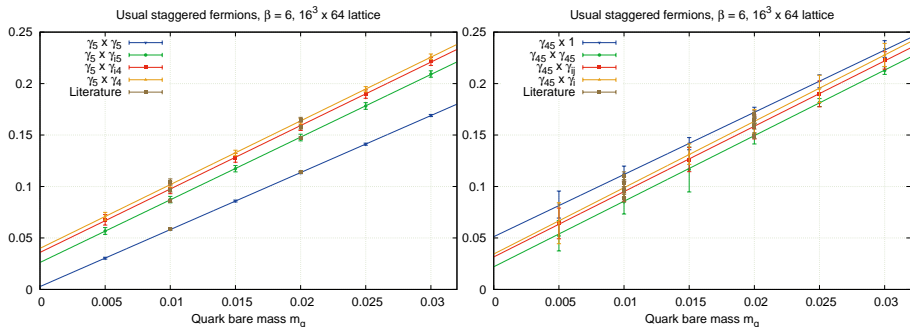 Usual staggered fermions, β = 6, 16³ x 64 lattice
0.25
0.2
0.15
0.1
0.05
0
γ₅ x γ₅
γ₅ x γᵢ₅
γ₅ x γᵢ₄
γ₅ x γ₄
Literature
0 0.005 0.01 0.015 0.02 0.025 0.03
Quark bare mass m_q
Usual staggered fermions, β = 6, 16³ x 64 lattice
0.25
0.2
0.15
0.1
0.05
0
γ₄₅ x 1
γ₄₅ x γ₄₅
γ₄₅ x γᵢⱼ
γ₄₅ x γᵢ
Literature
0 0.005 0.01 0.015 0.02 0.025 0.03
Quark bare mass m_q